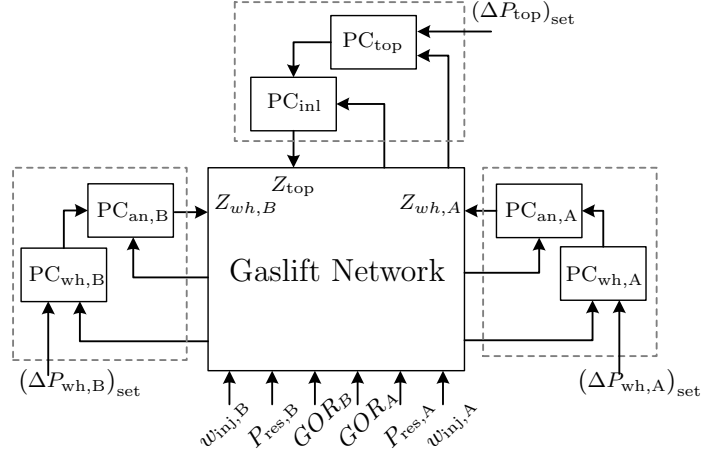 (ΔP_top)_set
PC_top
PC_inl
Z_top
PC_an,B
Z_wh,B
Z_wh,A
PC_an,A
PC_wh,B
Gaslift Network
PC_wh,A
(ΔP_wh,B)_set
(ΔP_wh,A)_set
w_inj,B
P_res,B
GOR_B
GOR_A
P_res,A
w_inj,A